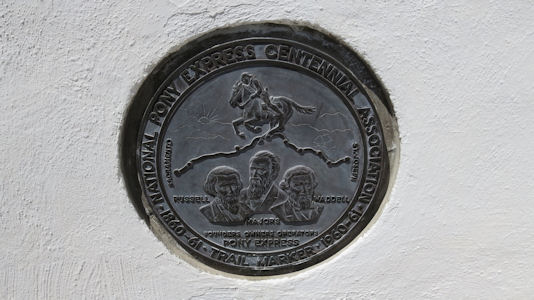 NATIONAL PONY EXPRESS CENTENNIAL ASSOCIATION
SACRAMENTO
ST. JOSEPH
RUSSELL
MAJORS
WADDELL
FOUNDERS OWNERS OPERATORS
PONY EXPRESS
·1860-61· TRAIL MARKER ·1960-61·